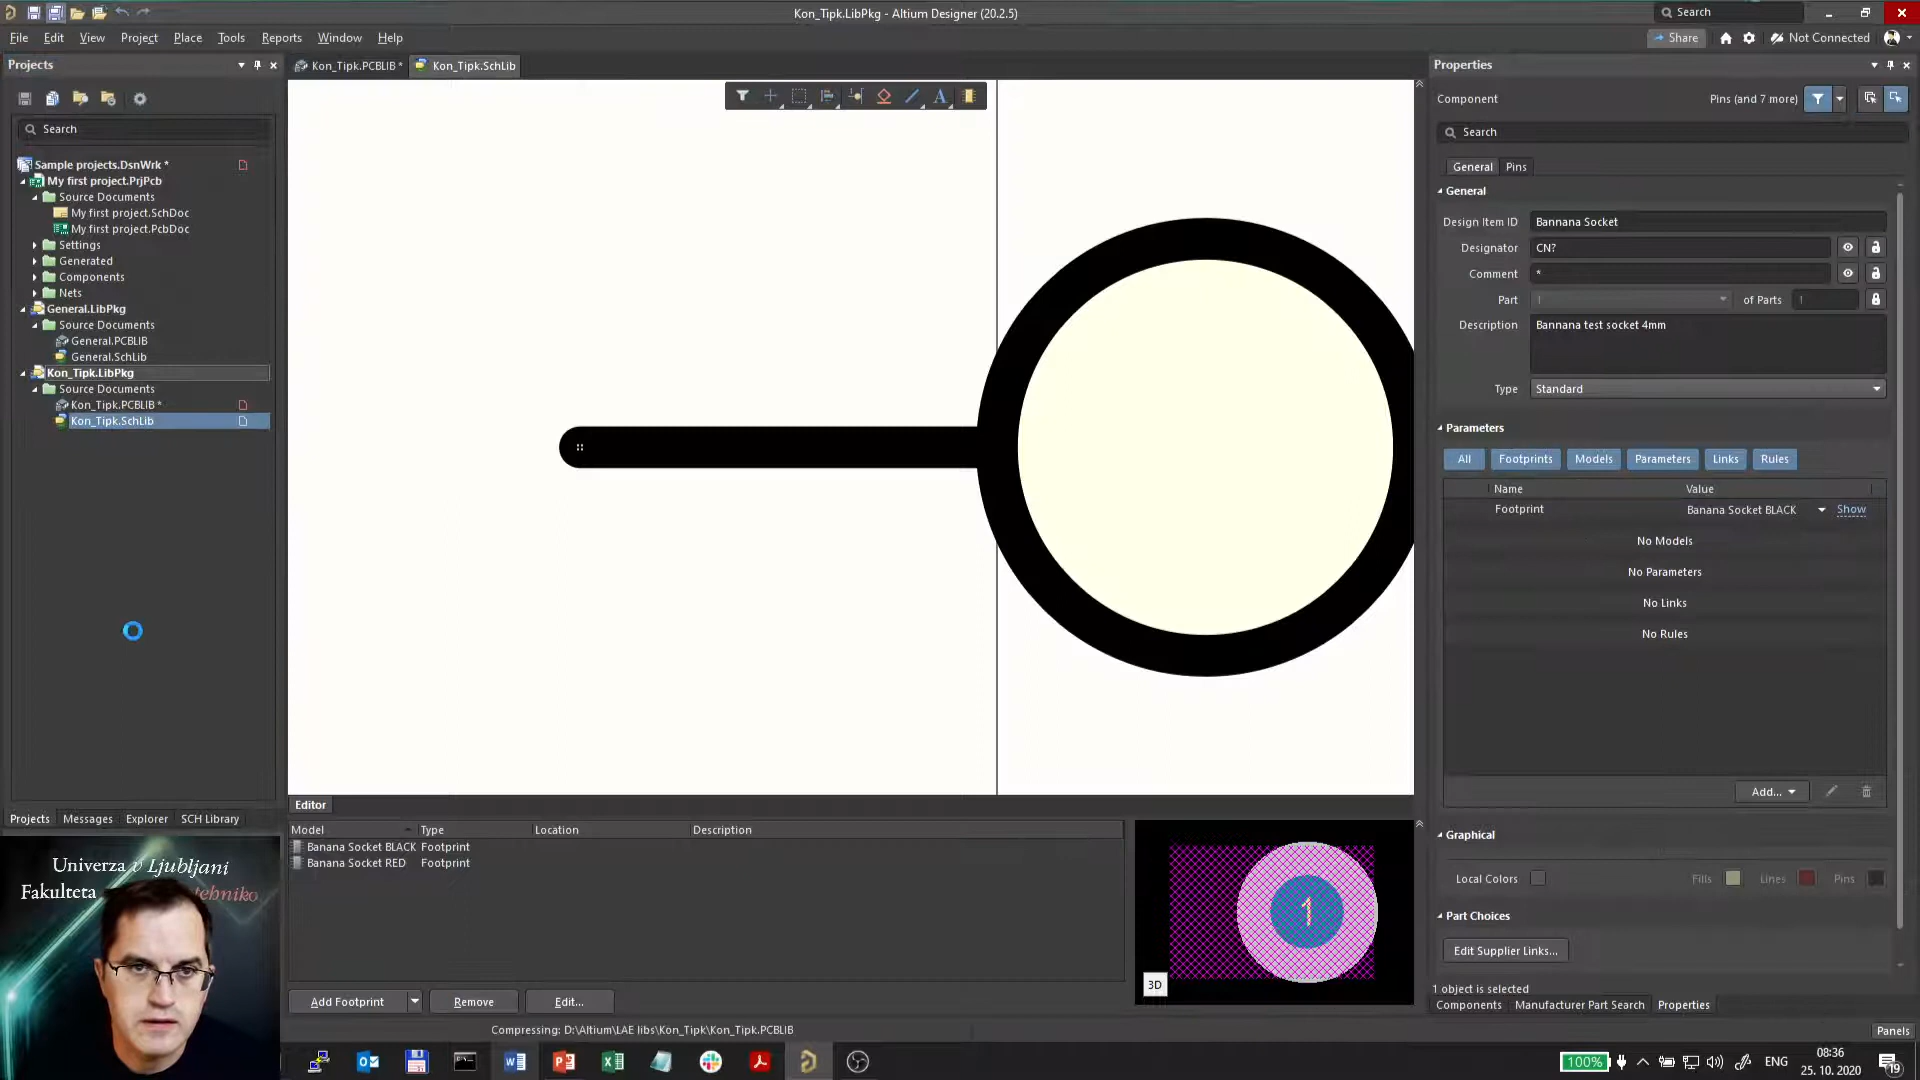 Kon_Tipk.LibPkg - Altium Designer (20.2.5)
Search
File Edit View Project Place Tools Reports Window Help
Share Not Connected
Projects
Kon_Tipk.PCBLIB * Kon_Tipk.SchLib
Properties
Component Pins (and 7 more)
Search
Search
General Pins
General
Design Item ID Bannana Socket
Designator CN?
Comment *
Part 1 of Parts 1
Description Bannana test socket 4mm
Type Standard
Parameters
All Footprints Models Parameters Links Rules
Name Value
Footprint Banana Socket BLACK Show
No Models
No Parameters
No Links
No Rules
Add...
Graphical
Local Colors Fills Lines Pins
Part Choices
Edit Supplier Links...
1 object is selected
Components Manufacturer Part Search Properties
Panels
Sample projects.DsnWrk *
My first project.PrjPcb
Source Documents
My first project.SchDoc
My first project.PcbDoc
Settings
Generated
Components
Nets
General.LibPkg
Source Documents
General.PCBLIB
General.SchLib
Kon_Tipk.LibPkg
Source Documents
Kon_Tipk.PCBLIB *
Kon_Tipk.SchLib
Projects Messages Explorer SCH Library
Editor
Model Type Location Description
Banana Socket BLACK Footprint
Banana Socket RED Footprint
1
3D
Add Footprint Remove Edit...
Compressing: D:\Altium\LAE libs\Kon_Tipk\Kon_Tipk.PCBLIB
Univerza v Ljubljani
Fakulteta
100% ENG 08:36
25. 10. 2020
19